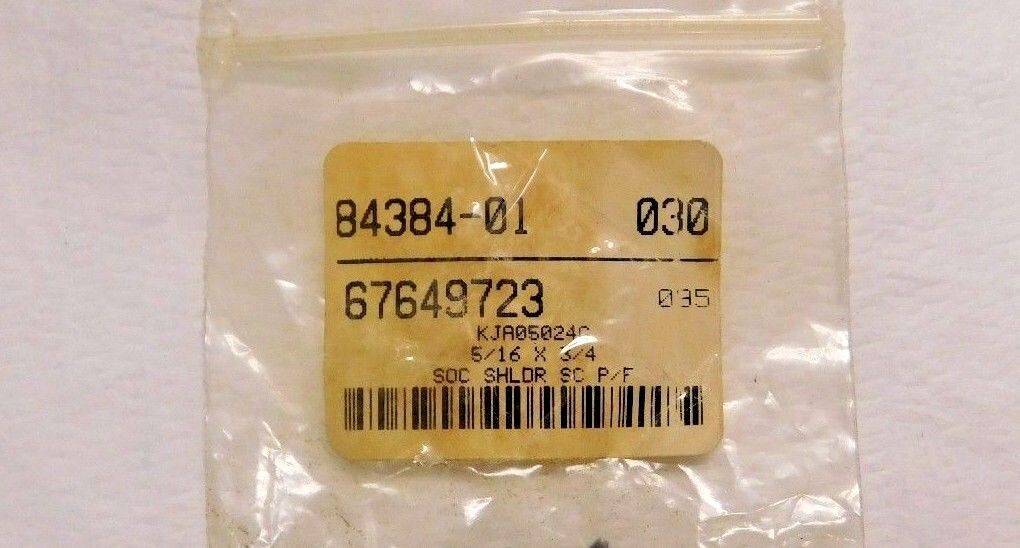 84384-01 030
67649723 035
KJA05024C
5/16 X 3/4
SOC SHLDR SC P/F